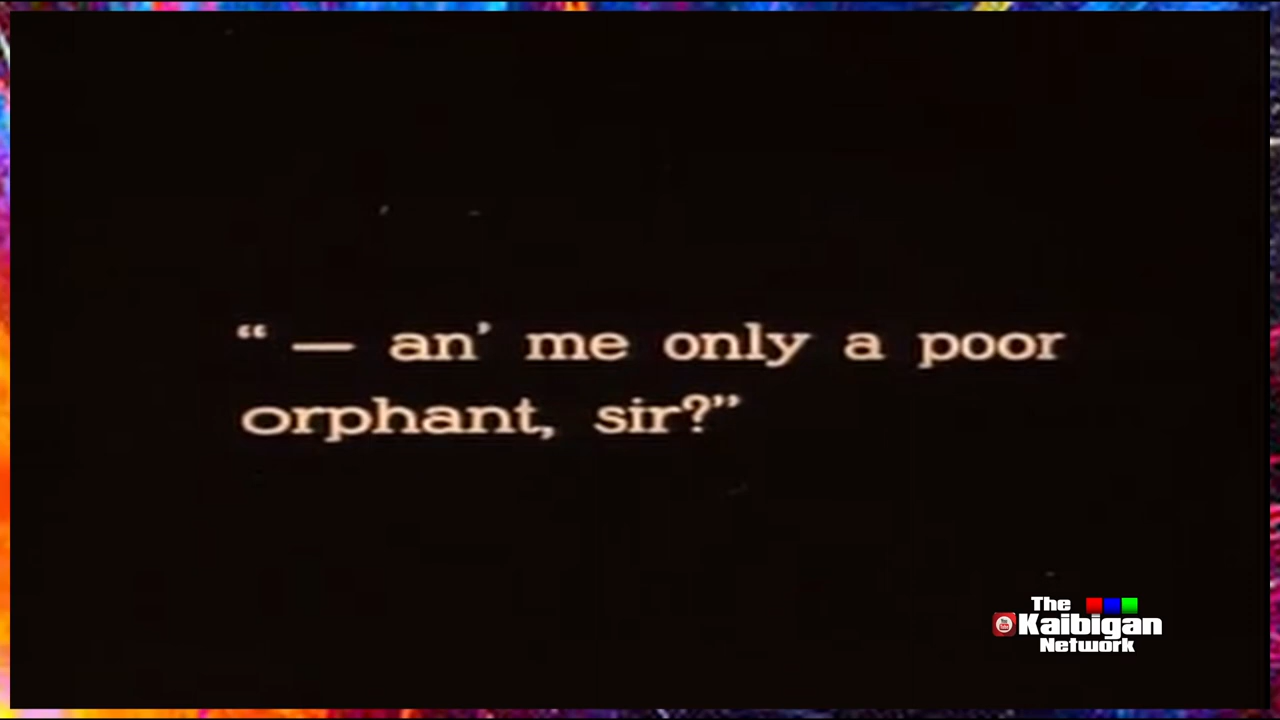 “ — an’ me only a poor
orphant, sir?”
The
Kaibigan
Network